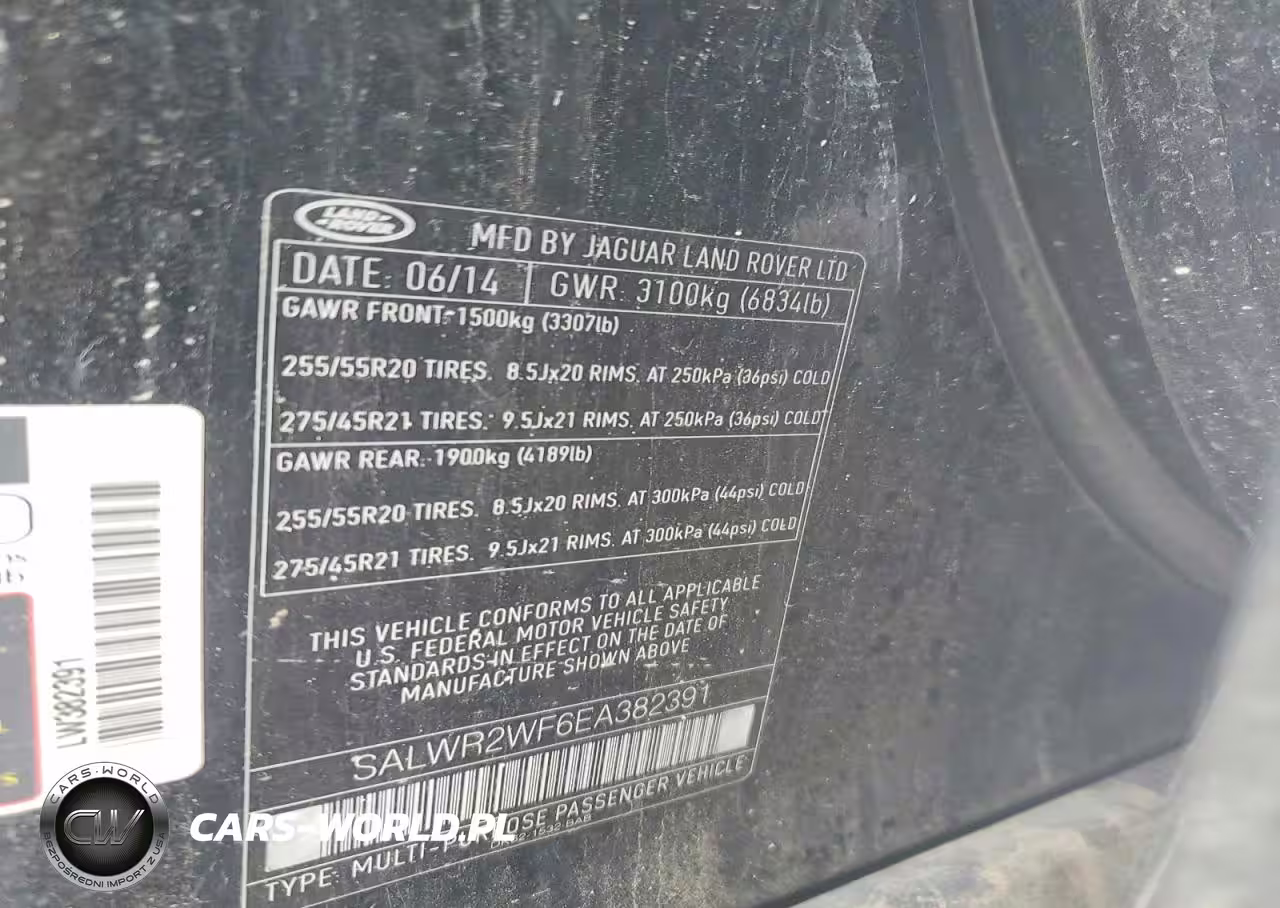 LAND
ROVER
MFD BY JAGUAR LAND ROVER LTD
DATE: 06/14
GWR: 3100kg (6834lb)
GAWR FRONT: 1500kg (3307lb)
255/55R20 TIRES. 8.5Jx20 RIMS. AT 250kPa (36psi) COLD
275/45R21 TIRES. 9.5Jx21 RIMS. AT 250kPa (36psi) COLD
GAWR REAR: 1900kg (4189lb)
255/55R20 TIRES. 8.5Jx20 RIMS. AT 300kPa (44psi) COLD
275/45R21 TIRES. 9.5Jx21 RIMS. AT 300kPa (44psi) COLD
THIS VEHICLE CONFORMS TO ALL APPLICABLE
U.S. FEDERAL MOTOR VEHICLE SAFETY
STANDARDS IN EFFECT ON THE DATE OF
MANUFACTURE SHOWN ABOVE
SALWR2WF6EA382391
TYPE: PASSENGER VEHICLE
LW382391
CARS-WORLD
CW
BEZPOŚREDNI IMPORT Z USA
CARS-WORLD.PL